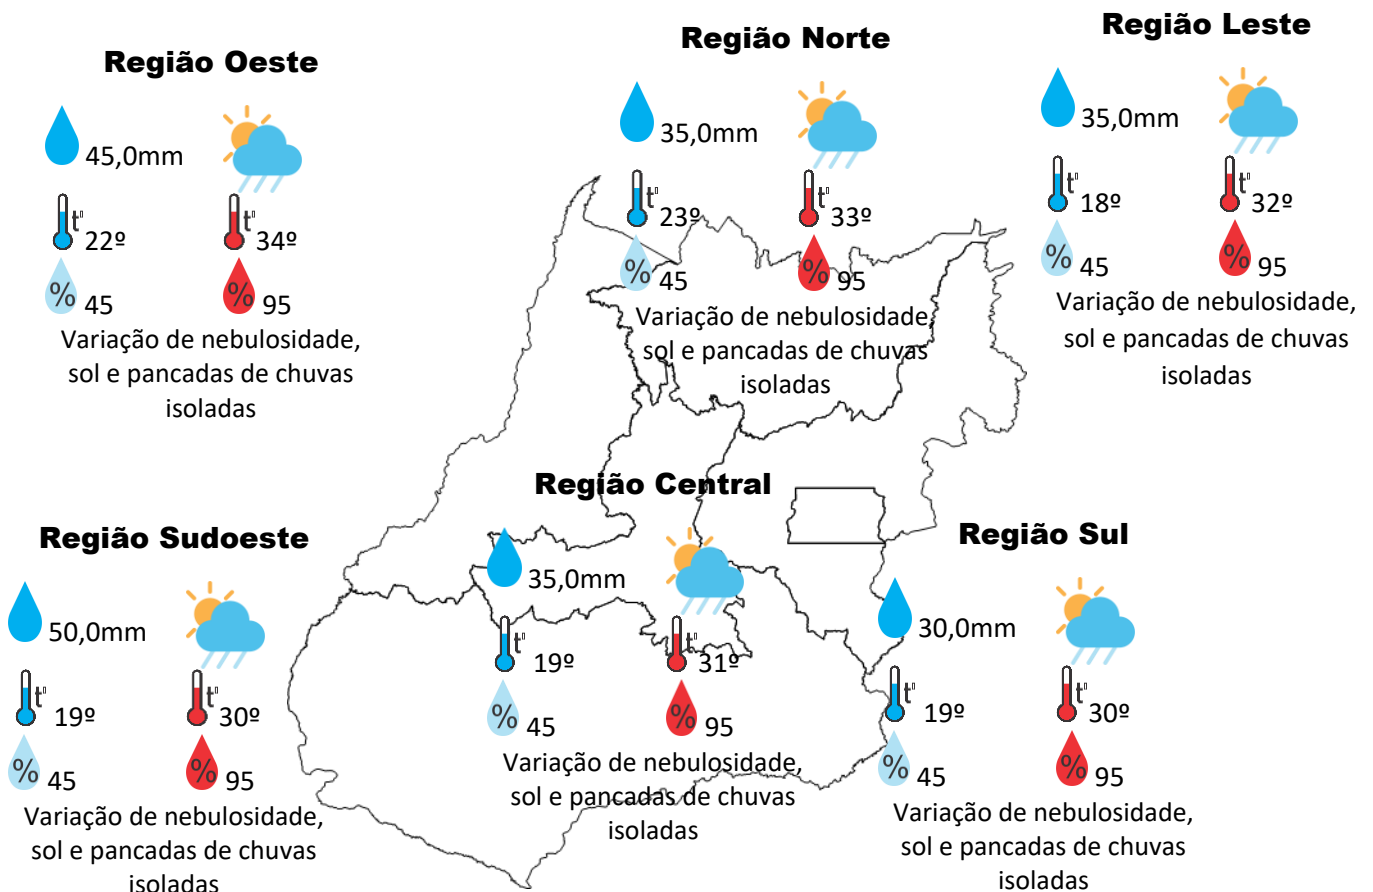 Região Oeste
45,0mm
t°
22º
t°
34º
% 45
% 95
Variação de nebulosidade,
sol e pancadas de chuvas
isoladas
Região Norte
35,0mm
t°
23º
t°
33º
% 45
% 95
Variação de nebulosidade,
sol e pancadas de chuvas
isoladas
Região Leste
35,0mm
t°
18º
t°
32º
% 45
% 95
Variação de nebulosidade,
sol e pancadas de chuvas
isoladas
Região Sudoeste
50,0mm
t°
19º
t°
30º
% 45
% 95
Variação de nebulosidade,
sol e pancadas de chuvas
isoladas
Região Central
35,0mm
t°
19º
t°
31º
% 45
% 95
Variação de nebulosidade,
sol e pancadas de chuvas
isoladas
Região Sul
30,0mm
t°
19º
t°
30º
% 45
% 95
Variação de nebulosidade,
sol e pancadas de chuvas
isoladas